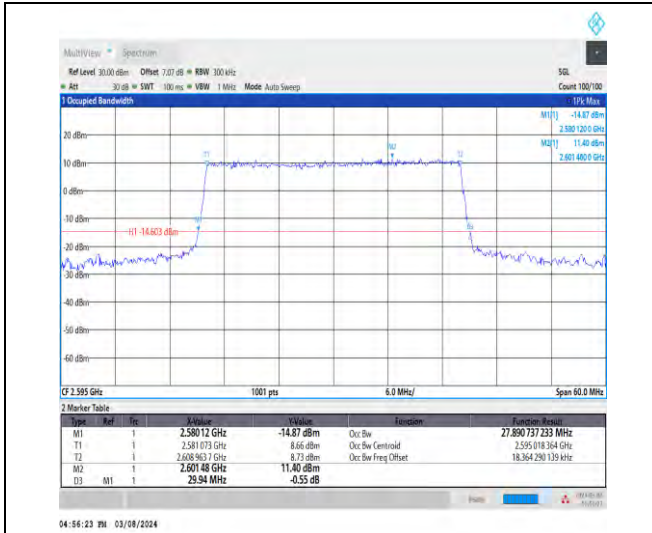 MultiView Spectrum
Ref Level 30.00 dBm Offset 7.07 dB RBW 300 kHz SGL
Att 30 dB SWT 100 ms VBW 1 MHz Mode Auto Sweep Count 100/100
1 Occupied Bandwidth 1Pk Max
M1[1] -14.87 dBm
2.580 120 0 GHz
M2[1] 11.40 dBm
2.601 480 0 GHz
20 dBm
T1 M2 T2
10 dBm
0 dBm
-10 dBm
H1 -14.603 dBm
-20 dBm
-30 dBm
-40 dBm
-50 dBm
-60 dBm
CF 2.595 GHz 1001 pts 6.0 MHz/ Span 60.0 MHz
2 Marker Table
Type Ref Trc X-Value Y-Value Function Function Result
M1 1 2.58012 GHz -14.87 dBm Occ Bw 27.890 737 233 MHz
T1 1 2.581 073 GHz 8.66 dBm Occ Bw Centroid 2.595 018 364 GHz
T2 1 2.608 963 7 GHz 8.73 dBm Occ Bw Freq Offset 18.364 290 139 kHz
M2 1 2.60148 GHz 11.40 dBm
D3 M1 1 29.94 MHz -0.55 dB
04:56:23 PM 03/08/2024